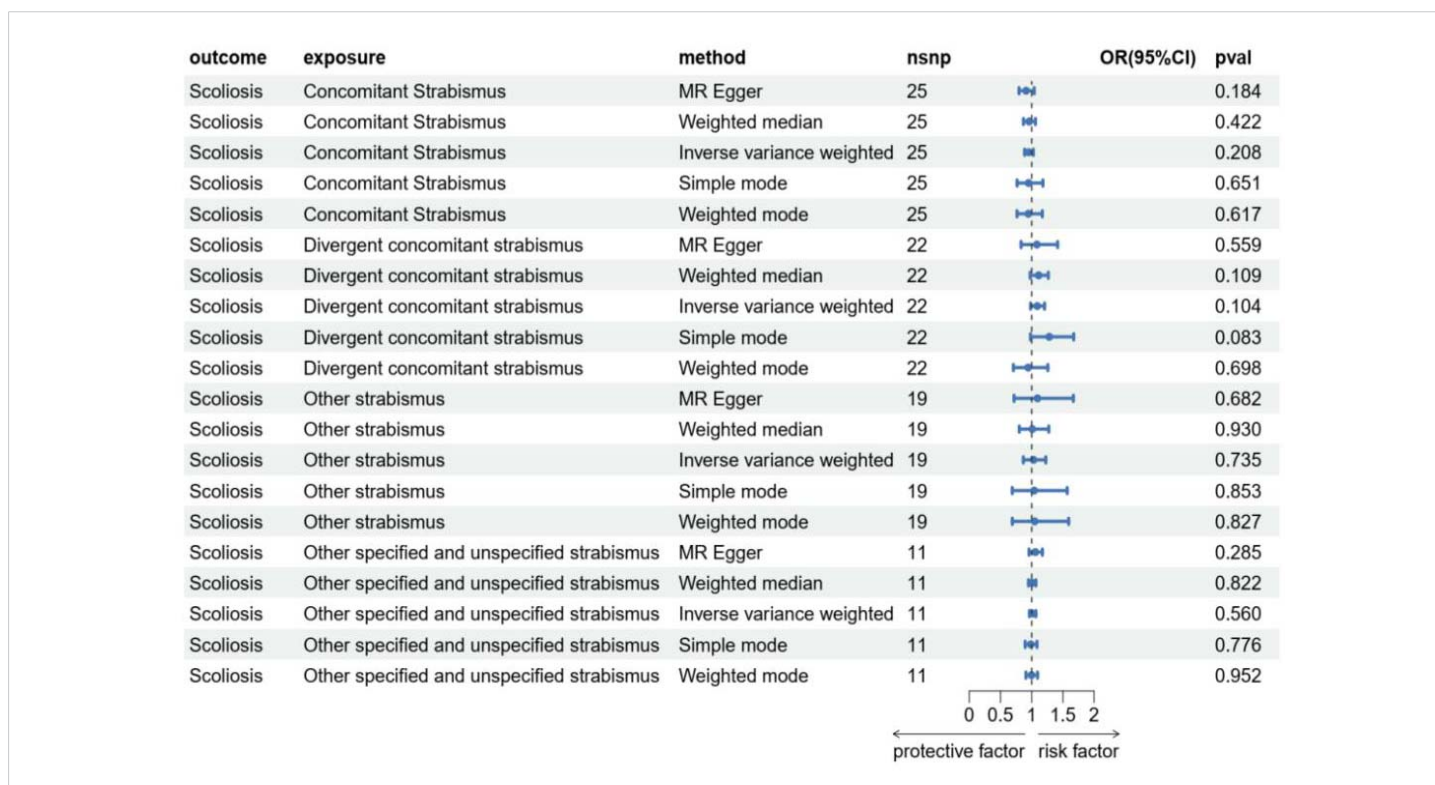 outcome exposure method nsnp OR(95%CI) pval
Scoliosis Concomitant Strabismus MR Egger 25 0.184
Scoliosis Concomitant Strabismus Weighted median 25 0.422
Scoliosis Concomitant Strabismus Inverse variance weighted 25 0.208
Scoliosis Concomitant Strabismus Simple mode 25 0.651
Scoliosis Concomitant Strabismus Weighted mode 25 0.617
Scoliosis Divergent concomitant strabismus MR Egger 22 0.559
Scoliosis Divergent concomitant strabismus Weighted median 22 0.109
Scoliosis Divergent concomitant strabismus Inverse variance weighted 22 0.104
Scoliosis Divergent concomitant strabismus Simple mode 22 0.083
Scoliosis Divergent concomitant strabismus Weighted mode 22 0.698
Scoliosis Other strabismus MR Egger 19 0.682
Scoliosis Other strabismus Weighted median 19 0.930
Scoliosis Other strabismus Inverse variance weighted 19 0.735
Scoliosis Other strabismus Simple mode 19 0.853
Scoliosis Other strabismus Weighted mode 19 0.827
Scoliosis Other specified and unspecified strabismus MR Egger 11 0.285
Scoliosis Other specified and unspecified strabismus Weighted median 11 0.822
Scoliosis Other specified and unspecified strabismus Inverse variance weighted 11 0.560
Scoliosis Other specified and unspecified strabismus Simple mode 11 0.776
Scoliosis Other specified and unspecified strabismus Weighted mode 11 0.952
0 0.5 1 1.5 2
protective factor risk factor